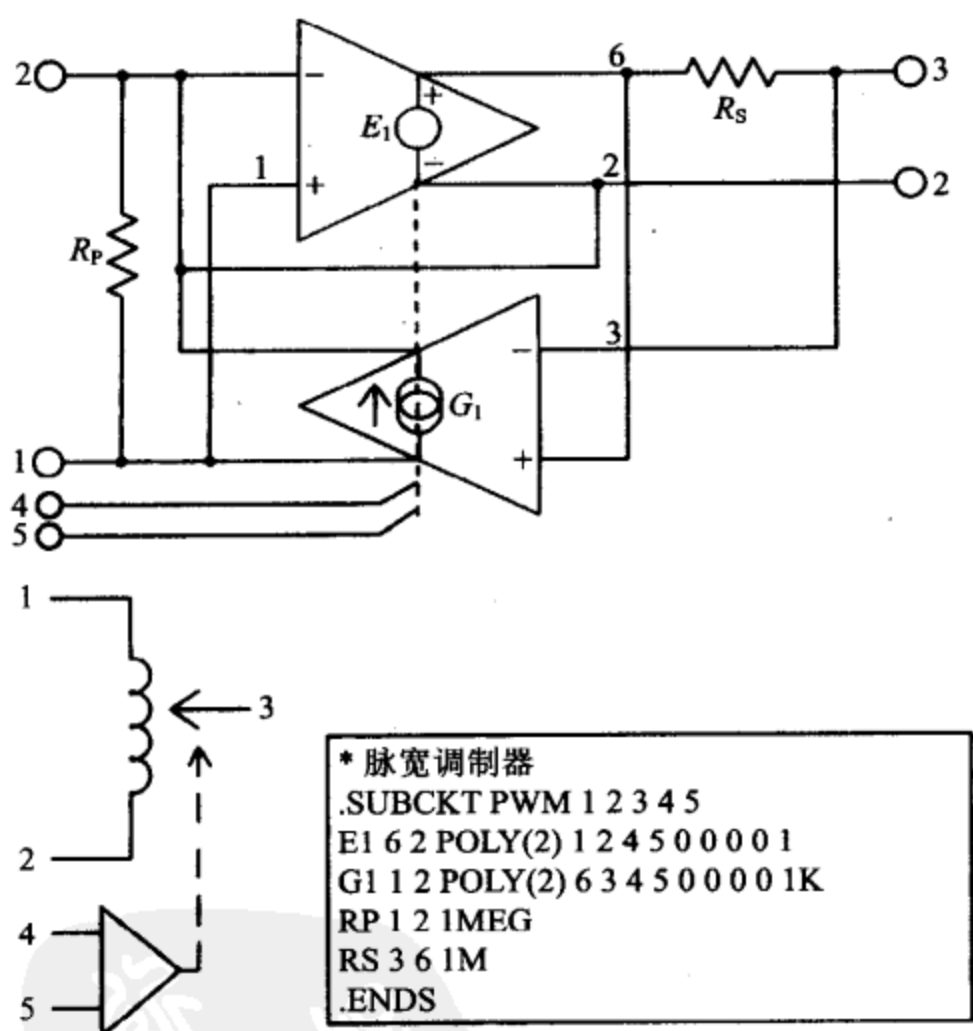 2
−
6
3
+
E1
RS
1
−
2
2
+
RP
3
−
G1
1
+
4
5
1
3
2
4
5
* 脉宽调制器
.SUBCKT PWM 1 2 3 4 5
E1 6 2 POLY(2) 1 2 4 5 0 0 0 0 1
G1 1 2 POLY(2) 6 3 4 5 0 0 0 0 1K
RP 1 2 1MEG
RS 3 6 1M
.ENDS